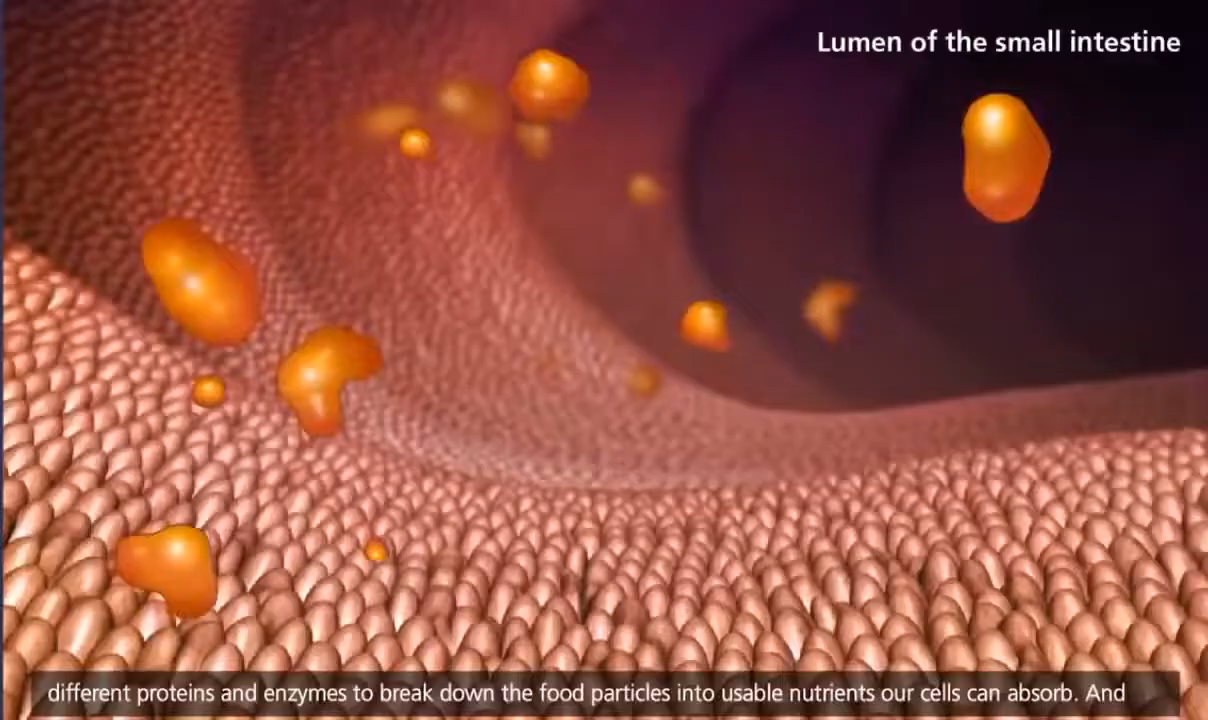 Lumen of the small intestine
different proteins and enzymes to break down the food particles into usable nutrients our cells can absorb. And